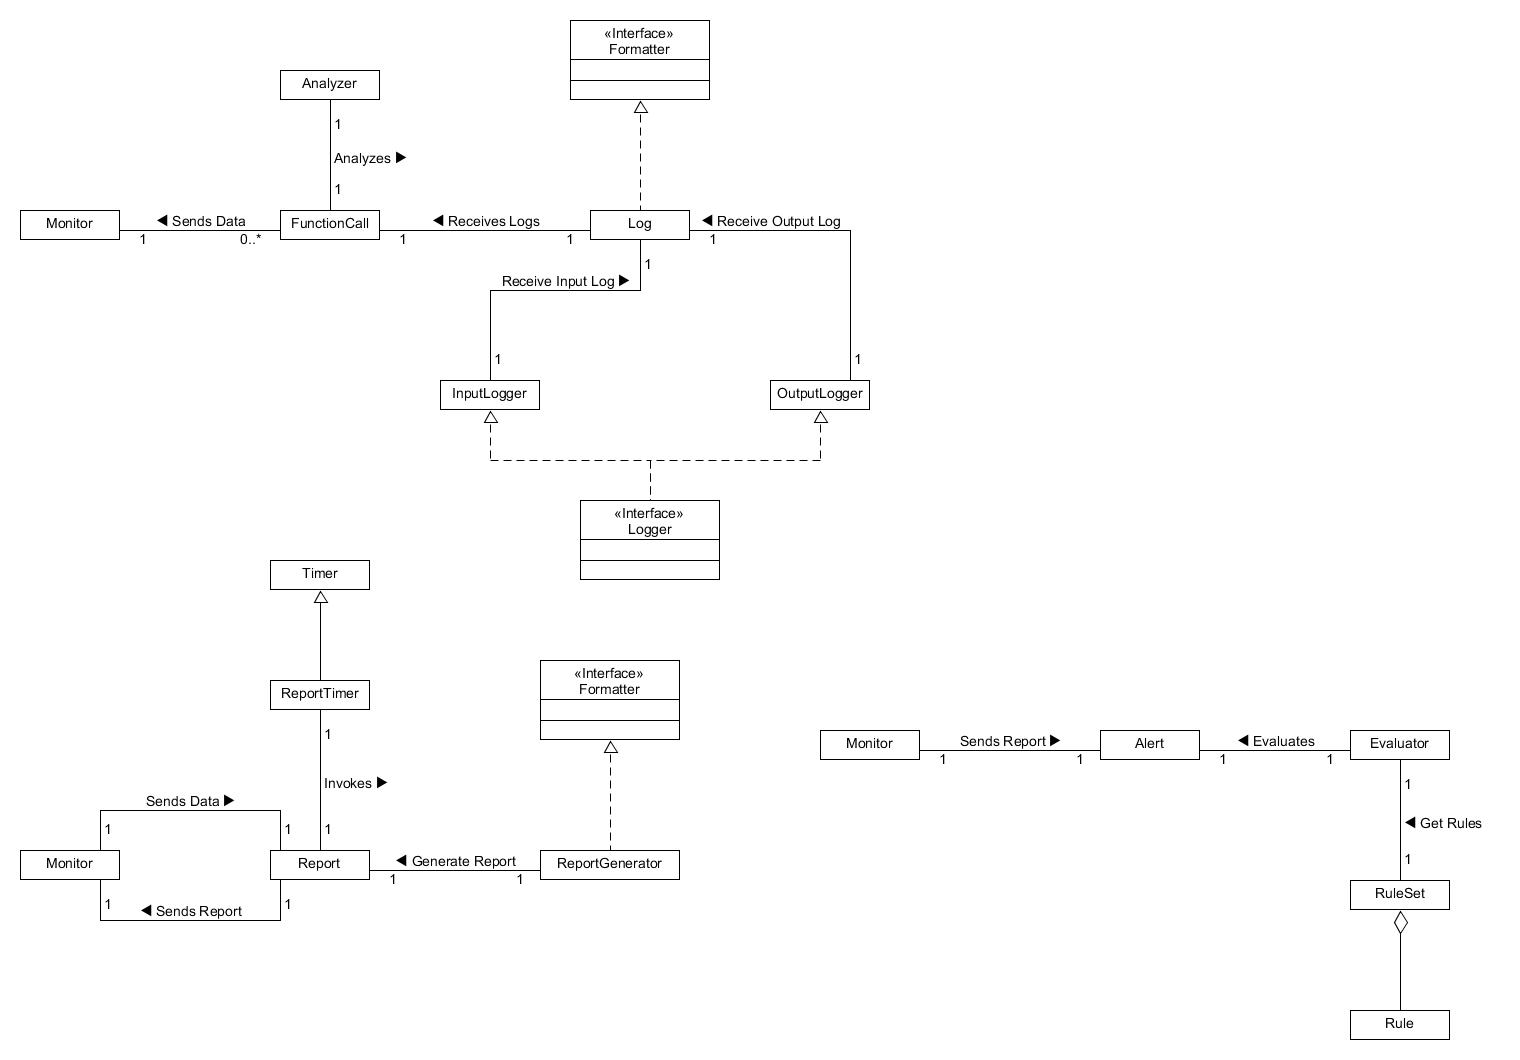 «Interface»
Formatter
Analyzer
1
Analyzes ▶
1
Monitor
◀ Sends Data
1
0..*
FunctionCall
◀ Receives Logs
1
1
Log
◀ Receive Output Log
1
1
Receive Input Log ▶
1
1
InputLogger
OutputLogger
«Interface»
Logger
Timer
ReportTimer
1
Invokes ▶
1
«Interface»
Formatter
Sends Data ▶
1
1
Monitor
Report
◀ Generate Report
1
1
ReportGenerator
1
1
◀ Sends Report
Monitor
Sends Report ▶
1
1
Alert
◀ Evaluates
1
1
Evaluator
1
◀ Get Rules
1
RuleSet
Rule